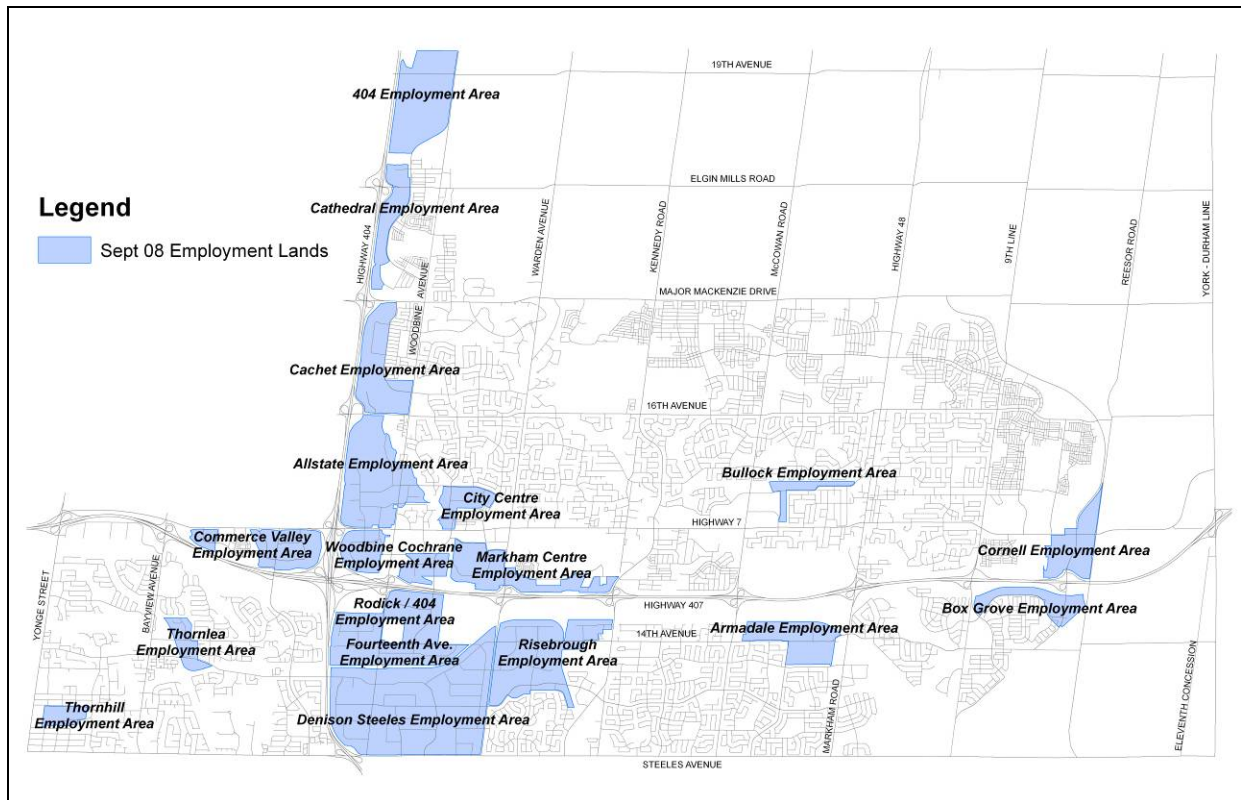 19TH AVENUE
404 Employment Area
ELGIN MILLS ROAD
Legend
Cathedral Employment Area
Sept 08 Employment Lands
HIGHWAY 404
WOODBINE AVENUE
WARDEN AVENUE
KENNEDY ROAD
McCOWAN ROAD
HIGHWAY 48
9TH LINE
REESOR ROAD
YORK - DURHAM LINE
MAJOR MACKENZIE DRIVE
Cachet Employment Area
16TH AVENUE
Allstate Employment Area
Bullock Employment Area
City Centre
Employment Area
HIGHWAY 7
Commerce Valley
Employment Area
Woodbine Cochrane
Employment Area
Markham Centre
Employment Area
Cornell Employment Area
YONGE STREET
BAYVIEW AVENUE
Rodick / 404
Employment Area
HIGHWAY 407
Box Grove Employment Area
Thornlea
Employment Area
Fourteenth Ave.
Employment Area
Risebrough
Employment Area
14TH AVENUE
Armadale Employment Area
Thornhill
Employment Area
Denison Steeles Employment Area
MARKHAM ROAD
ELEVENTH CONCESSION
STEELES AVENUE